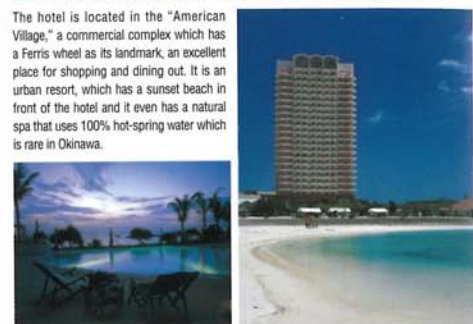 The hotel is located in the “American
Village,” a commercial complex which has
a Ferris wheel as its landmark, an excellent
place for shopping and dining out. It is an
urban resort, which has a sunset beach in
front of the hotel and it even has a natural
spa that uses 100% hot-spring water which
is rare in Okinawa.